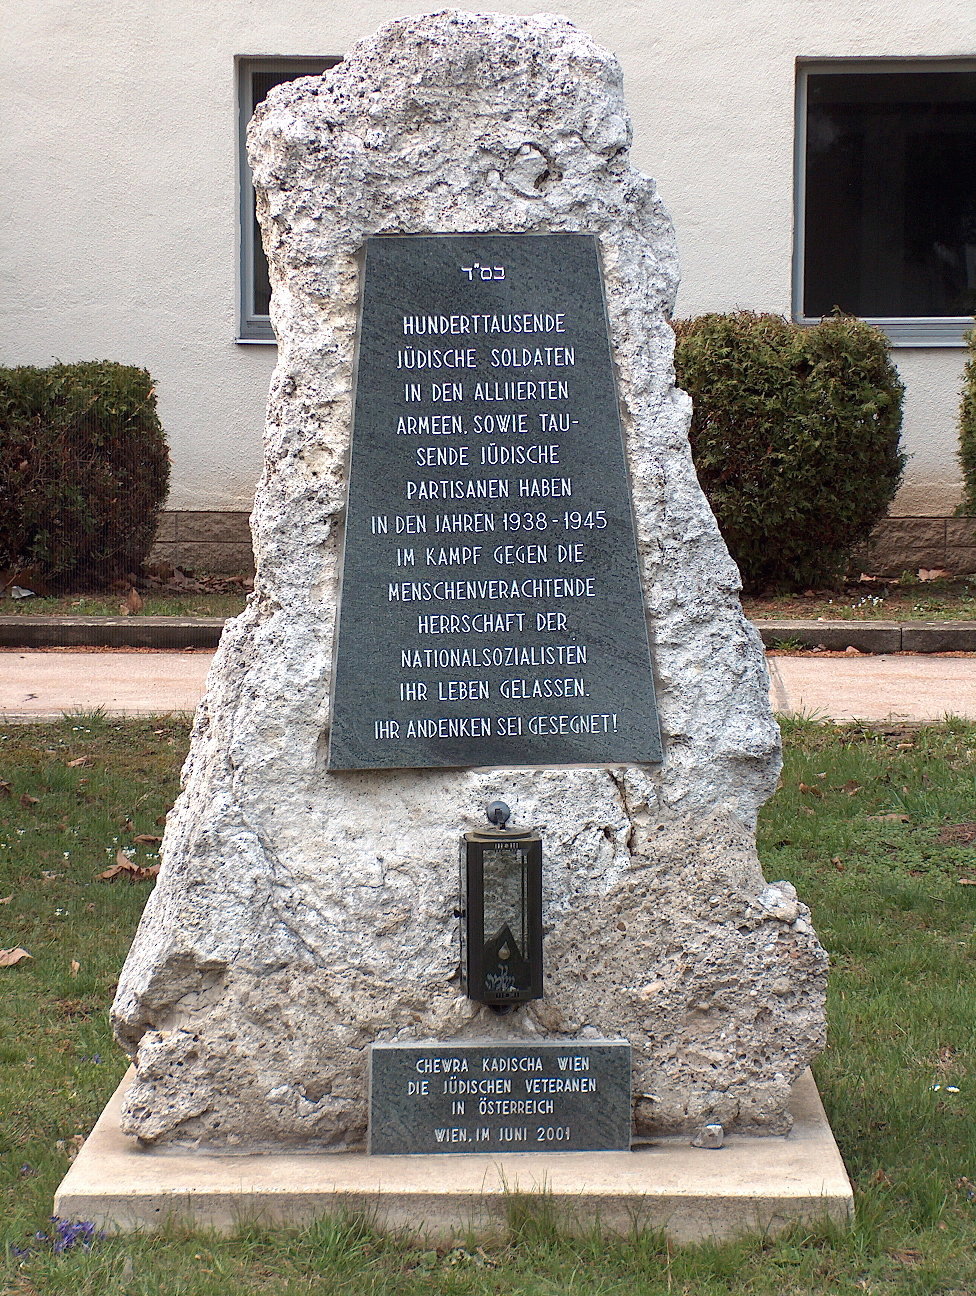 בס"ד
HUNDERTTAUSENDE
JÜDISCHE SOLDATEN
IN DEN ALLIIERTEN
ARMEEN, SOWIE TAU-
SENDE JÜDISCHE
PARTISANEN HABEN
IN DEN JAHREN 1938-1945
IM KAMPF GEGEN DIE
MENSCHENVERACHTENDE
HERRSCHAFT DER
NATIONALSOZIALISTEN
IHR LEBEN GELASSEN.
IHR ANDENKEN SEI GESEGNET!
CHEWRA KADISCHA WIEN
DIE JÜDISCHEN VETERANEN
IN ÖSTERREICH
WIEN, IM JUNI 2001